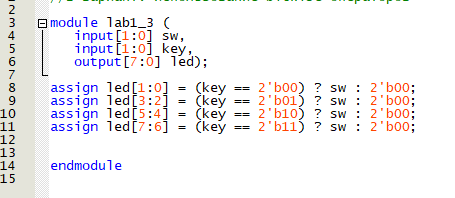 3 module lab1_3 (
4 input[1:0] sw,
5 input[1:0] key,
6 output[7:0] led);
7
8 assign led[1:0] = (key == 2'b00) ? sw : 2'b00;
9 assign led[3:2] = (key == 2'b01) ? sw : 2'b00;
10 assign led[5:4] = (key == 2'b10) ? sw : 2'b00;
11 assign led[7:6] = (key == 2'b11) ? sw : 2'b00;
12
13
14 endmodule
15